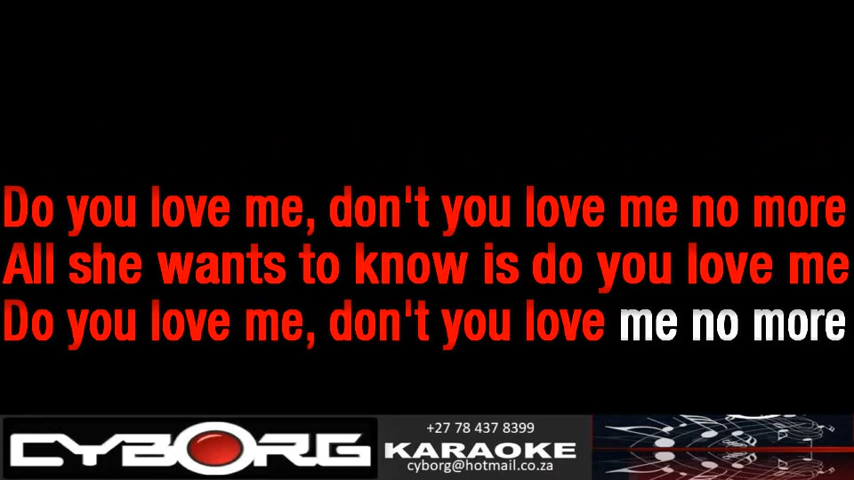 Do you love me, don't you love me no more
All she wants to know is do you love me
Do you love me, don't you love me no more
CYBORG
+27 78 437 8399
KARAOKE
cyborg@hotmail.co.za